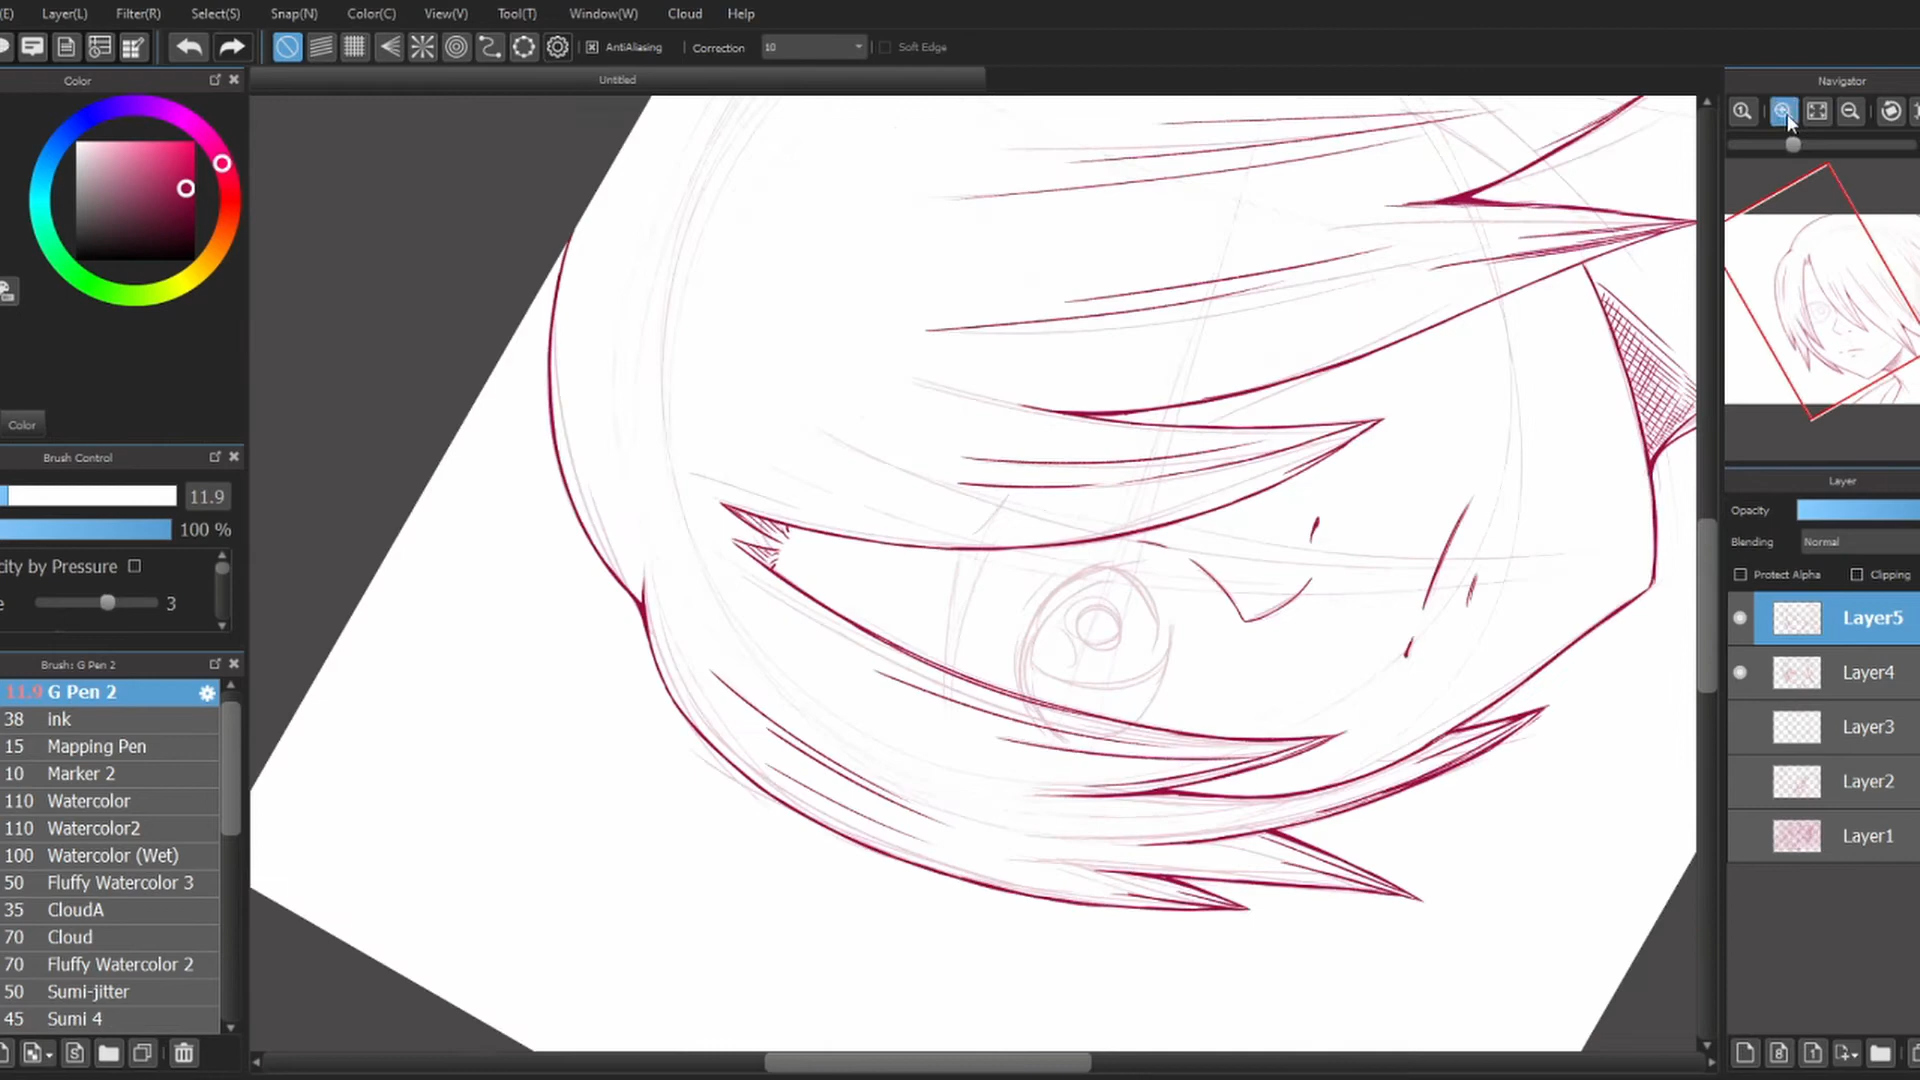 (E) Layer(L) Filter(R) Select(S) Snap(N) Color(C) View(V) Tool(T) Window(W) Cloud Help
AntiAliasing Correction 10 Soft Edge
Color
Untitled
Navigator
Color
Brush Control
11.9
100 %
city by Pressure
e 3
Brush: G Pen 2
11.9 G Pen 2
38 ink
15 Mapping Pen
10 Marker 2
110 Watercolor
110 Watercolor2
100 Watercolor (Wet)
50 Fluffy Watercolor 3
35 CloudA
70 Cloud
70 Fluffy Watercolor 2
50 Sumi-jitter
45 Sumi 4
Layer
Opacity
Blending Normal
Protect Alpha Clipping
Layer5
Layer4
Layer3
Layer2
Layer1